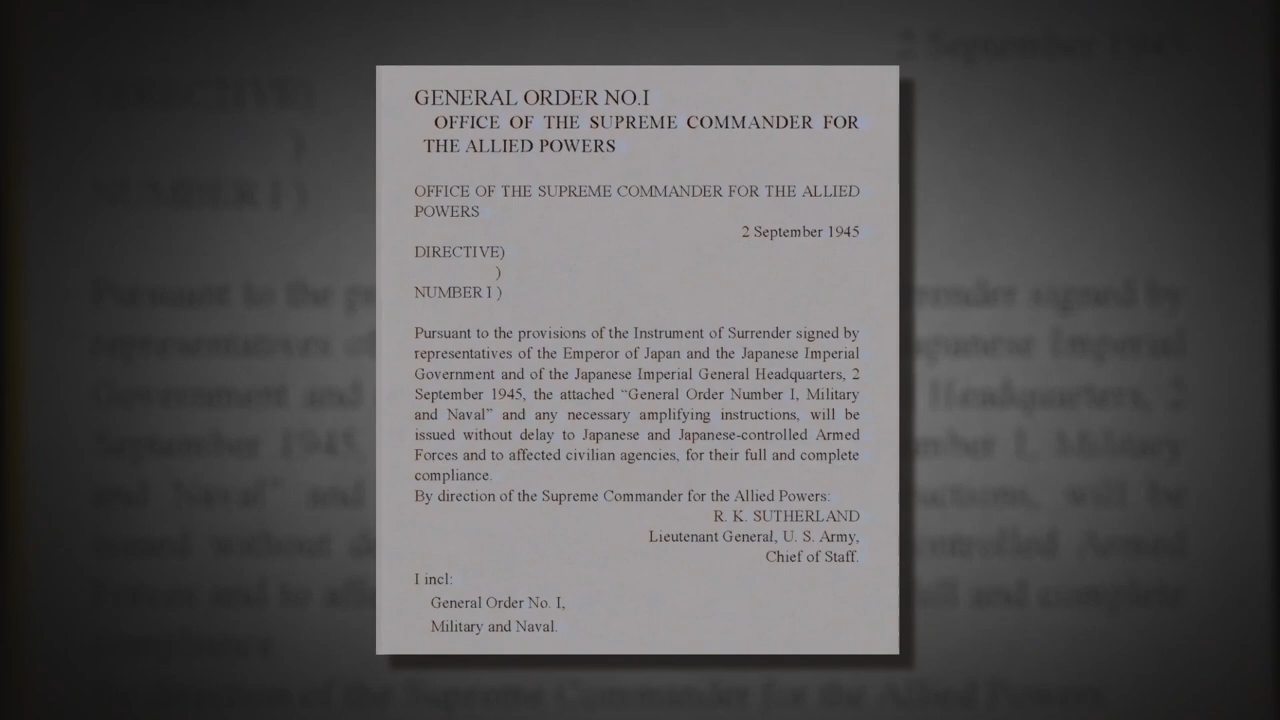 GENERAL ORDER NO.I
OFFICE OF THE SUPREME COMMANDER FOR
THE ALLIED POWERS
OFFICE OF THE SUPREME COMMANDER FOR THE ALLIED
POWERS
2 September 1945
DIRECTIVE)
)
NUMBER I )
Pursuant to the provisions of the Instrument of Surrender signed by
representatives of the Emperor of Japan and the Japanese Imperial
Government and of the Japanese Imperial General Headquarters, 2
September 1945, the attached “General Order Number I, Military
and Naval” and any necessary amplifying instructions, will be
issued without delay to Japanese and Japanese-controlled Armed
Forces and to affected civilian agencies, for their full and complete
compliance.
By direction of the Supreme Commander for the Allied Powers:
R. K. SUTHERLAND
Lieutenant General, U. S. Army,
Chief of Staff.
I incl:
General Order No. I,
Military and Naval.